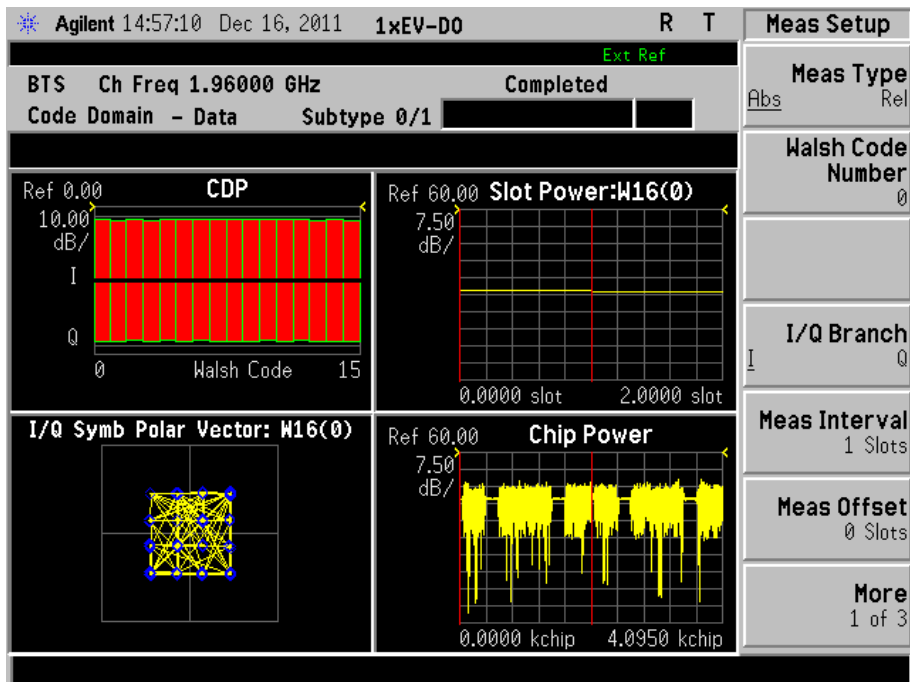 Agilent 14:57:10 Dec 16, 2011 1xEV-DO R T
Ext Ref
BTS Ch Freq 1.96000 GHz Completed
Code Domain - Data Subtype 0/1
Ref 0.00 CDP
10.00
dB/
I
Q
0 Walsh Code 15
Ref 60.00 Slot Power:W16(0)
7.50
dB/
0.0000 slot 2.0000 slot
I/Q Symb Polar Vector: W16(0)
Ref 60.00 Chip Power
7.50
dB/
0.0000 kchip 4.0950 kchip
Meas Setup
Meas Type
Abs Rel
Walsh Code
Number
0
I/Q Branch
I Q
Meas Interval
1 Slots
Meas Offset
0 Slots
More
1 of 3